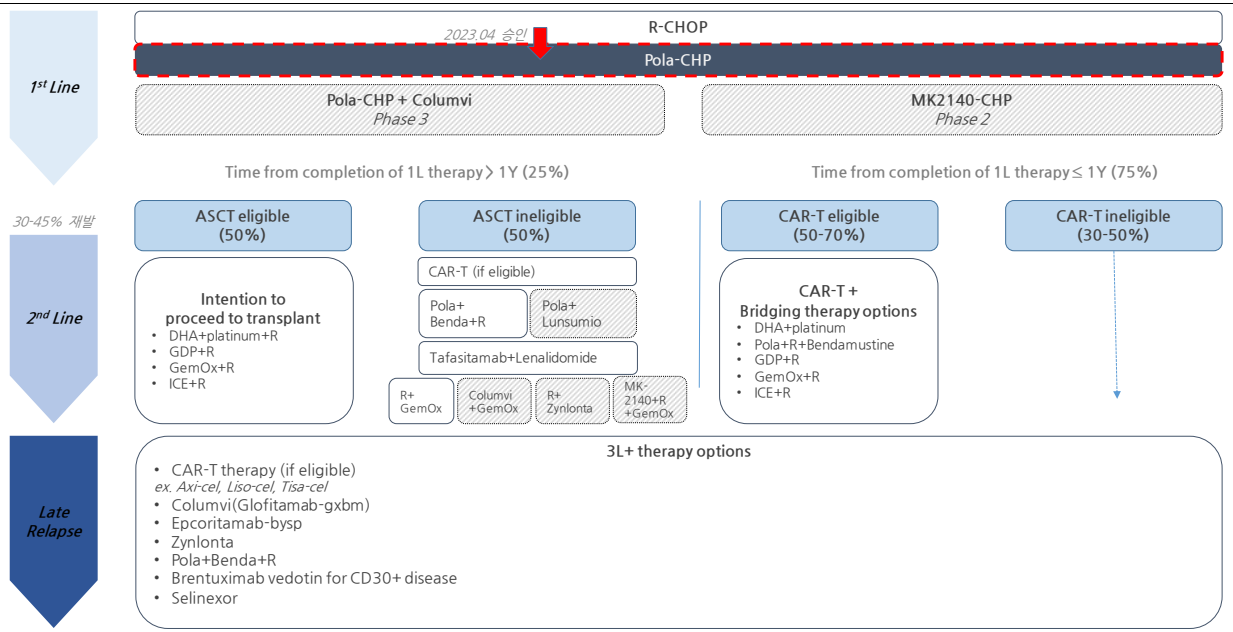 R-CHOP
2023.04 승인
Pola-CHP
1st Line
Pola-CHP + Columvi
Phase 3
MK2140-CHP
Phase 2
Time from completion of 1L therapy > 1Y (25%)
Time from completion of 1L therapy ≤ 1Y (75%)
30-45% 재발
ASCT eligible
(50%)
ASCT ineligible
(50%)
CAR-T eligible
(50-70%)
CAR-T ineligible
(30-50%)
2nd Line
Intention to
proceed to transplant
• DHA+platinum+R
• GDP+R
• GemOx+R
• ICE+R
CAR-T (if eligible)
Pola+
Benda+R
Pola+
Lunsumio
Tafasitamab+Lenalidomide
R+
GemOx
Columvi
+GemOx
R+
Zynlonta
MK-
2140+R
+GemOx
CAR-T +
Bridging therapy options
• DHA+platinum
• Pola+R+Bendamustine
• GDP+R
• GemOx+R
• ICE+R
Late
Relapse
3L+ therapy options
• CAR-T therapy (if eligible)
ex. Axi-cel, Liso-cel, Tisa-cel
• Columvi(Glofitamab-gxbm)
• Epcoritamab-bysp
• Zynlonta
• Pola+Benda+R
• Brentuximab vedotin for CD30+ disease
• Selinexor